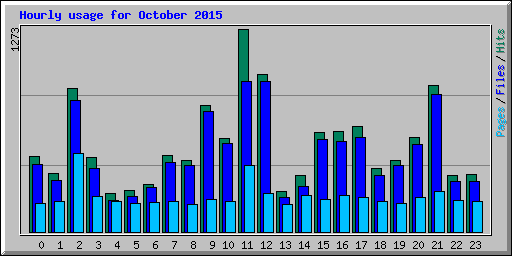 Hourly usage for October 2015
1273
Pages/Files/Hits
0 1 2 3 4 5 6 7 8 9 10 11 12 13 14 15 16 17 18 19 20 21 22 23